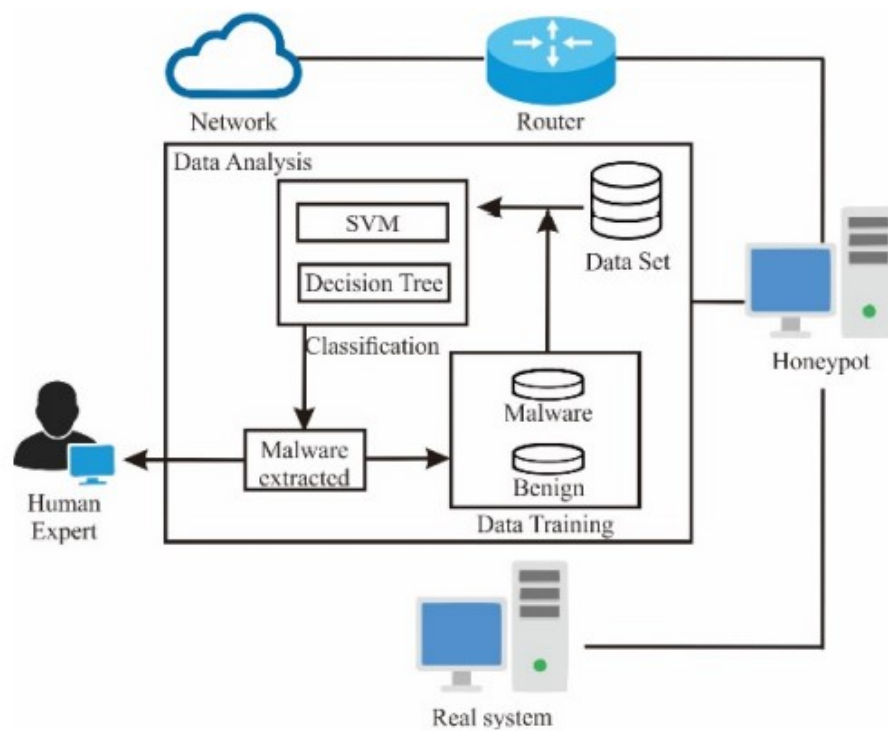 Network
Router
Data Analysis
SVM
Decision Tree
Classification
Data Set
Honeypot
Malware
Benign
Data Training
Malware
extracted
Human
Expert
Real system